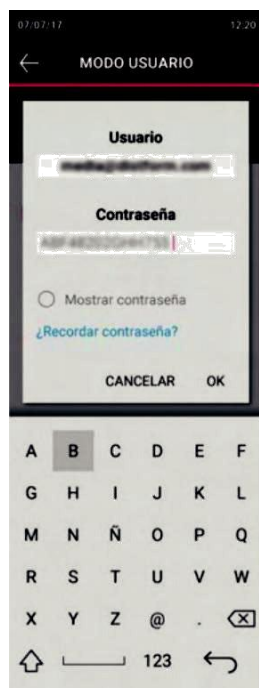 07/07/17 12:20
MODO USUARIO
Usuario
Contraseña
Mostrar contraseña
¿Recordar contraseña?
CANCELAR OK
A B C D E F
G H I J K L
M N Ñ O P Q
R S T U V W
X Y Z @ .
123